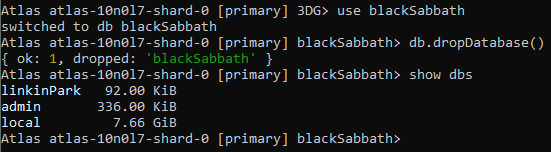 Atlas atlas-10n0l7-shard-0 [primary] 3DG> use blackSabbath
switched to db blackSabbath
Atlas atlas-10n0l7-shard-0 [primary] blackSabbath> db.dropDatabase()
{ ok: 1, dropped: 'blackSabbath' }
Atlas atlas-10n0l7-shard-0 [primary] blackSabbath> show dbs
linkinPark   92.00 KiB
admin       336.00 KiB
local         7.66 GiB
Atlas atlas-10n0l7-shard-0 [primary] blackSabbath>